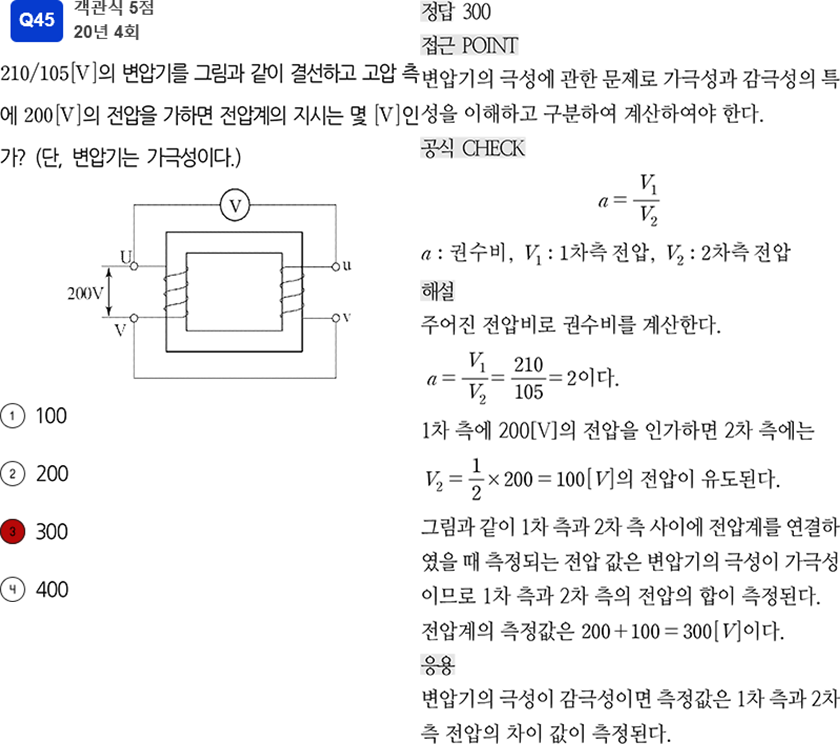 Q45
객관식 5점
20년 4회
210/105[V]의 변압기를 그림과 같이 결선하고 고압 측
에 200[V]의 전압을 가하면 전압계의 지시는 몇 [V]인
가? (단, 변압기는 가극성이다.)
V
U
u
200V
V
v
1 100
2 200
3 300
4 400
정답 300
접근 POINT
변압기의 극성에 관한 문제로 가극성과 감극성의 특
성을 이해하고 구분하여 계산하여야 한다.
공식 CHECK
a = V₁/V₂
a : 권수비, V₁ : 1차측 전압, V₂ : 2차측 전압
해설
주어진 전압비로 권수비를 계산한다.
a = V₁/V₂ = 210/105 = 2이다.
1차 측에 200[V]의 전압을 인가하면 2차 측에는
V₂ = 1/2 × 200 = 100[V]의 전압이 유도된다.
그림과 같이 1차 측과 2차 측 사이에 전압계를 연결하
였을 때 측정되는 전압 값은 변압기의 극성이 가극성
이므로 1차 측과 2차 측의 전압의 합이 측정된다.
전압계의 측정값은 200 + 100 = 300[V]이다.
응용
변압기의 극성이 감극성이면 측정값은 1차 측과 2차
측 전압의 차이 값이 측정된다.